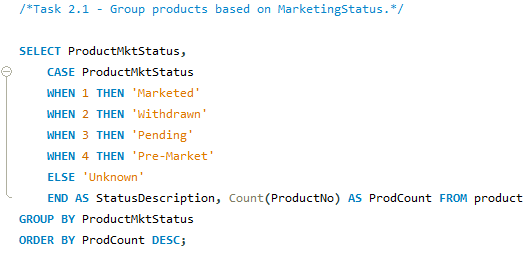 /*Task 2.1 - Group products based on MarketingStatus.*/
SELECT ProductMktStatus,
CASE ProductMktStatus
WHEN 1 THEN 'Marketed'
WHEN 2 THEN 'Withdrawn'
WHEN 3 THEN 'Pending'
WHEN 4 THEN 'Pre-Market'
ELSE 'Unknown'
END AS StatusDescription, Count(ProductNo) AS ProdCount FROM product
GROUP BY ProductMktStatus
ORDER BY ProdCount DESC;